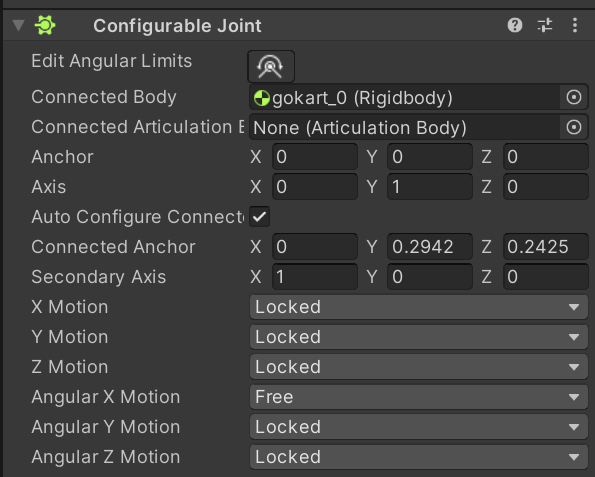 Configurable Joint
Edit Angular Limits
Connected Body gokart_0 (Rigidbody)
Connected Articulation B None (Articulation Body)
Anchor X 0 Y 0 Z 0
Axis X 0 Y 1 Z 0
Auto Configure Connecte
Connected Anchor X 0 Y 0.2942 Z 0.2425
Secondary Axis X 1 Y 0 Z 0
X Motion Locked
Y Motion Locked
Z Motion Locked
Angular X Motion Free
Angular Y Motion Locked
Angular Z Motion Locked